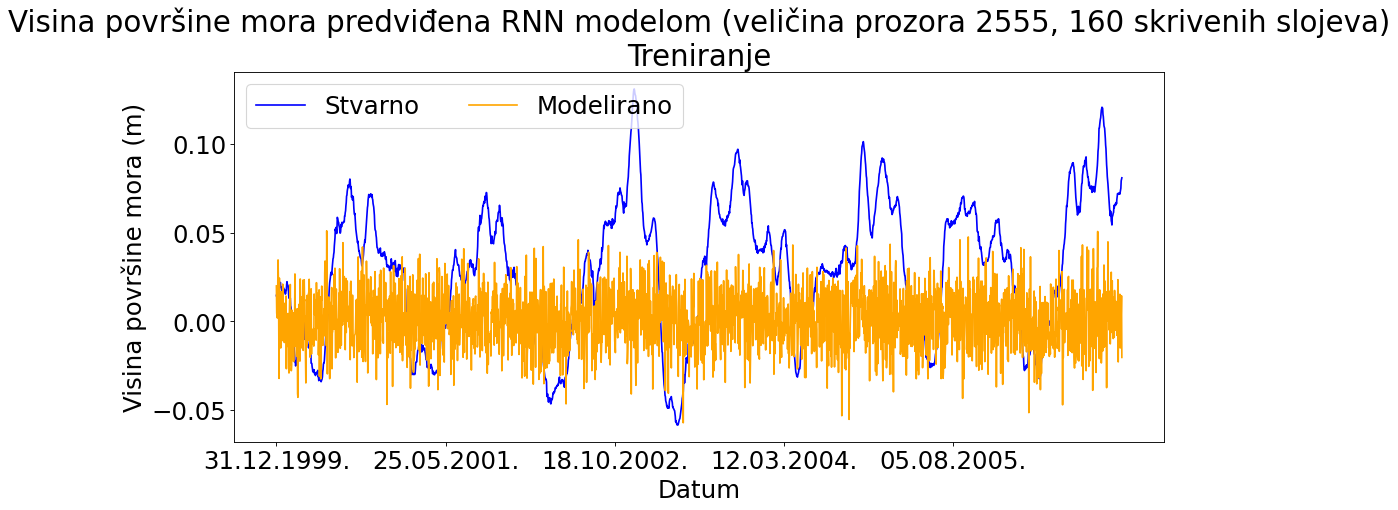 Visina površine mora predviđena RNN modelom (veličina prozora 2555, 160 skrivenih slojeva)
Treniranje
Stvarno Modelirano
Visina površine mora (m)
0.10
0.05
0.00
−0.05
31.12.1999. 25.05.2001. 18.10.2002. 12.03.2004. 05.08.2005.
Datum